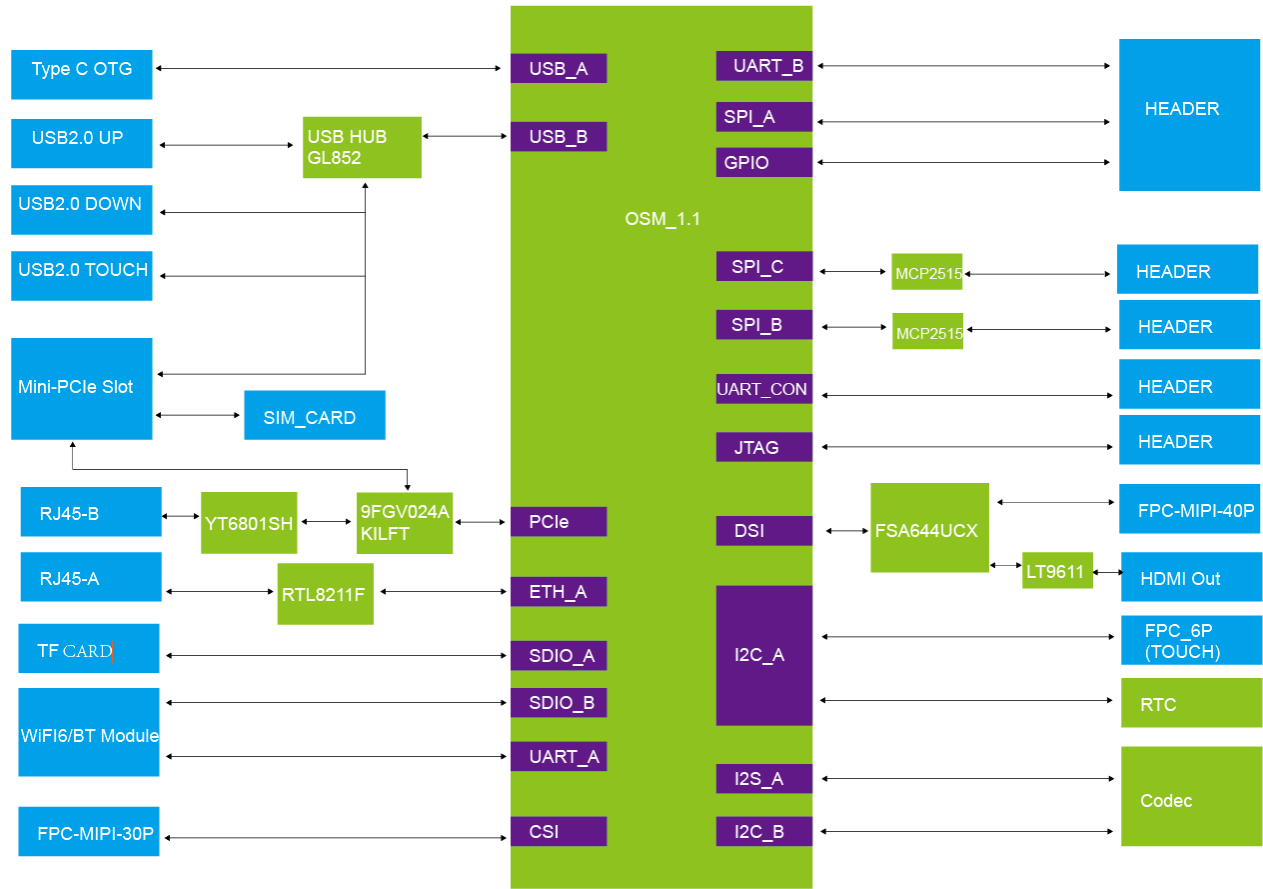 Type C OTG
USB2.0 UP
USB2.0 DOWN
USB2.0 TOUCH
Mini-PCIe Slot
SIM_CARD
RJ45-B
RJ45-A
TF CARD
WiFI6/BT Module
FPC-MIPI-30P
USB HUB
GL852
YT6801SH
9FGV024A
KILFT
RTL8211F
USB_A
USB_B
PCIe
ETH_A
SDIO_A
SDIO_B
UART_A
CSI
OSM_1.1
UART_B
SPI_A
GPIO
SPI_C
SPI_B
UART_CON
JTAG
DSI
I2C_A
I2S_A
I2C_B
MCP2515
MCP2515
FSA644UCX
LT9611
HEADER
HEADER
HEADER
HEADER
HEADER
FPC-MIPI-40P
HDMI Out
FPC_6P
(TOUCH)
RTC
Codec